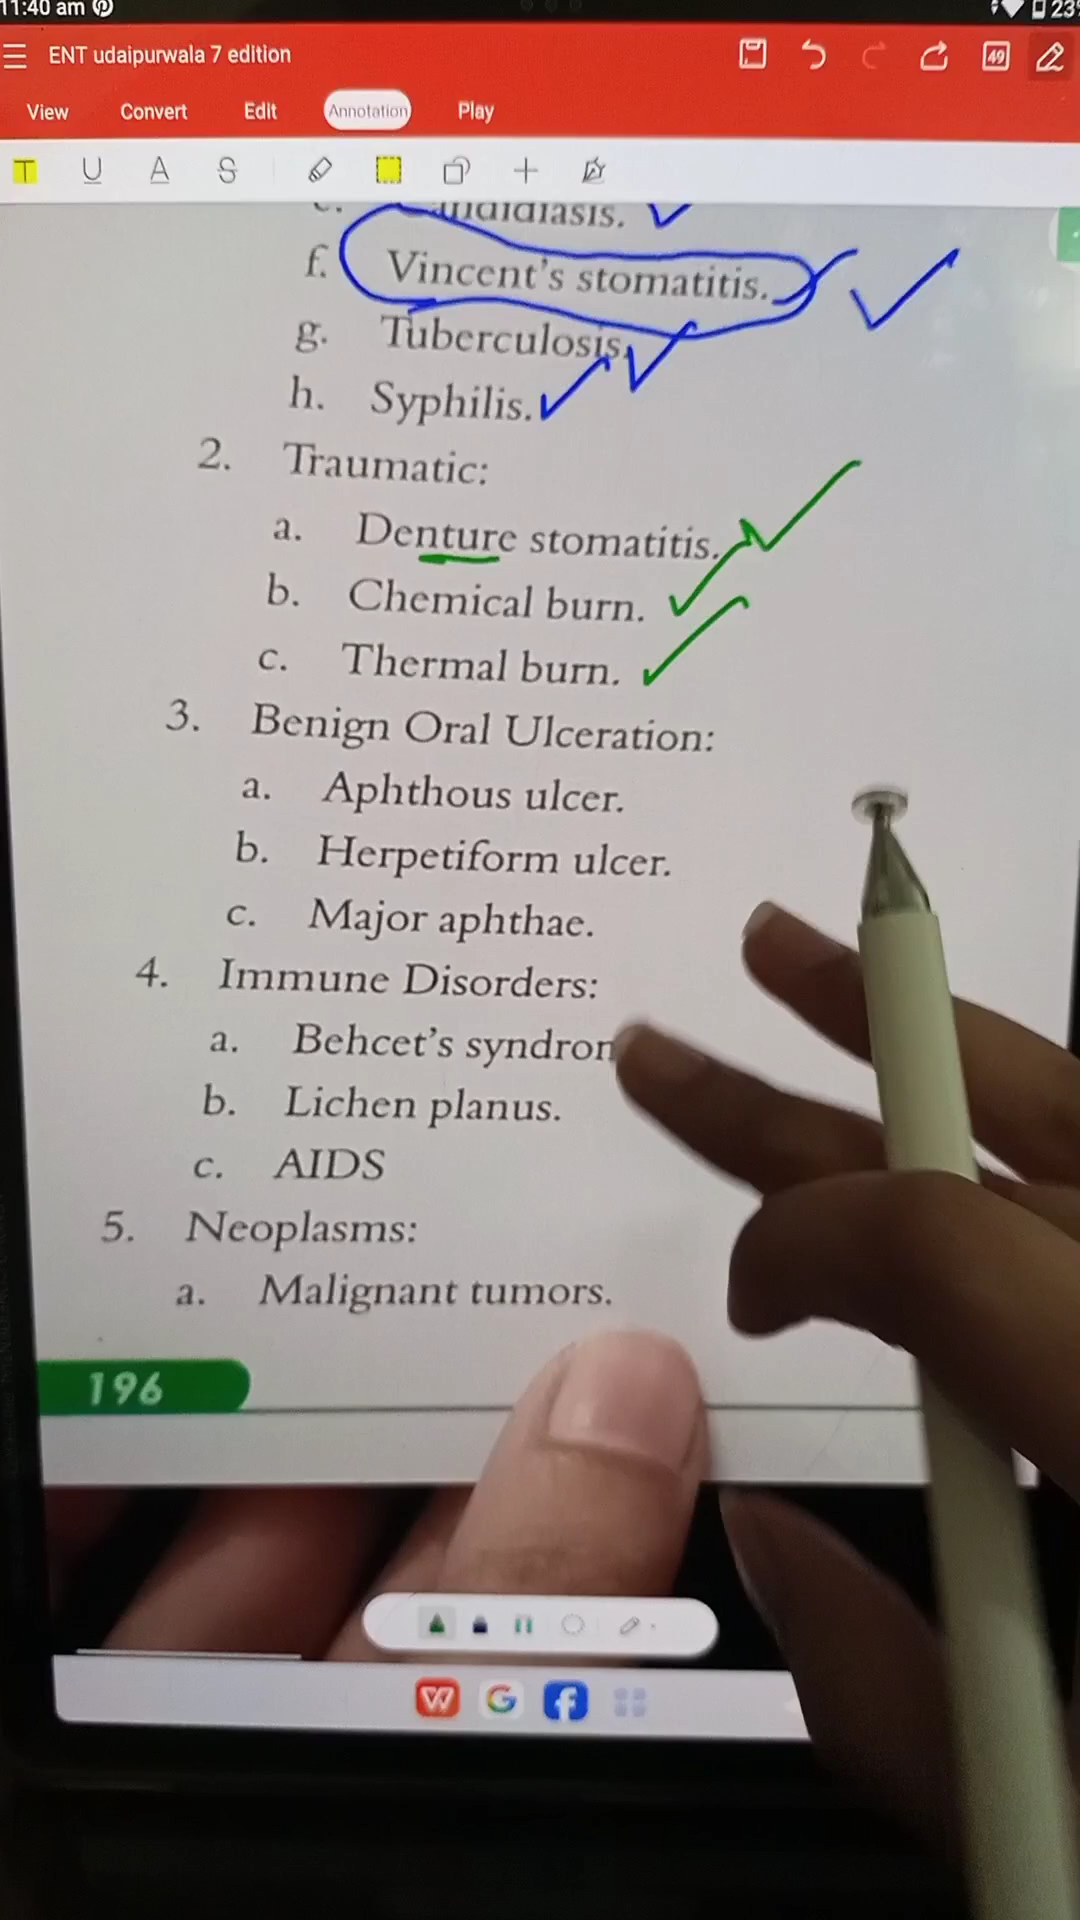 11:40 am
ENT udaipurwala 7 edition
49
View Convert Edit Annotation Play
T U A S
f. Vincent's stomatitis.
g. Tuberculosis.
h. Syphilis.
2. Traumatic:
a. Denture stomatitis.
b. Chemical burn.
c. Thermal burn.
3. Benign Oral Ulceration:
a. Aphthous ulcer.
b. Herpetiform ulcer.
c. Major aphthae.
4. Immune Disorders:
a. Behcet's
b. Lichen planus.
c. AIDS
5. Neoplasms:
a. Malignant tumors.
196